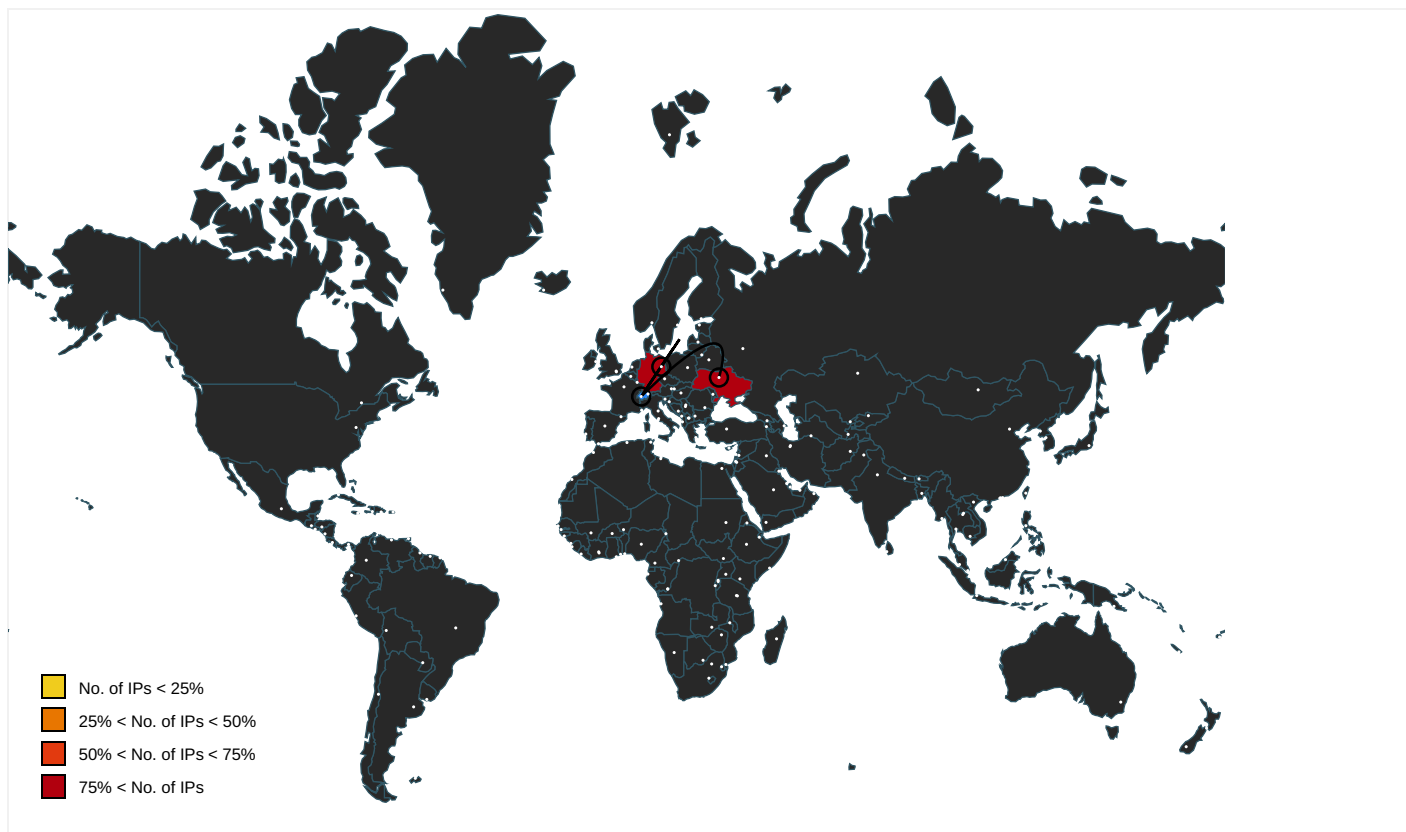 No. of IPs < 25%
25% < No. of IPs < 50%
50% < No. of IPs < 75%
75% < No. of IPs